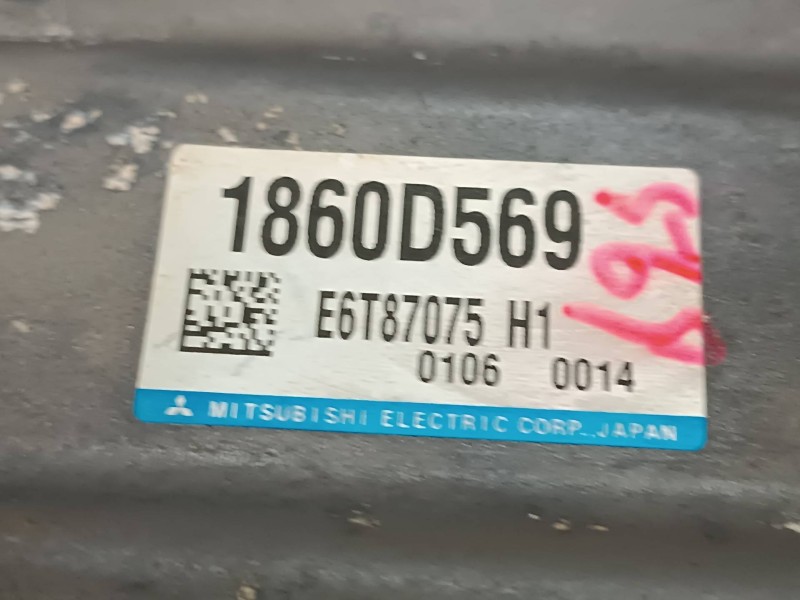 1860D569
E6T87075 H1
0106 0014
MITSUBISHI ELECTRIC CORP., JAPAN